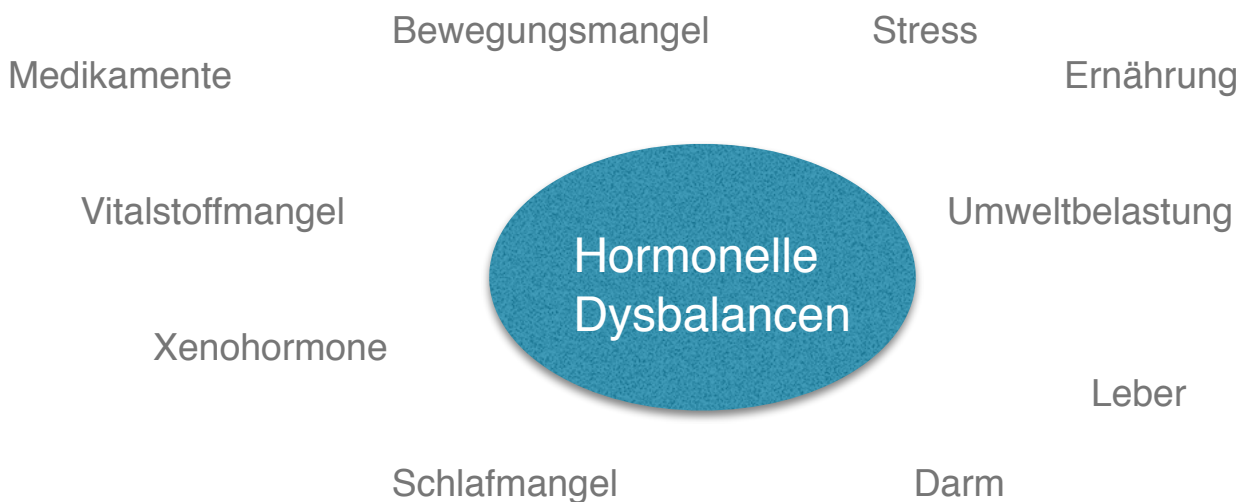 Bewegungsmangel
Stress
Medikamente
Ernährung
Vitalstoffmangel
Umweltbelastung
Hormonelle
Dysbalancen
Xenohormone
Leber
Schlafmangel
Darm